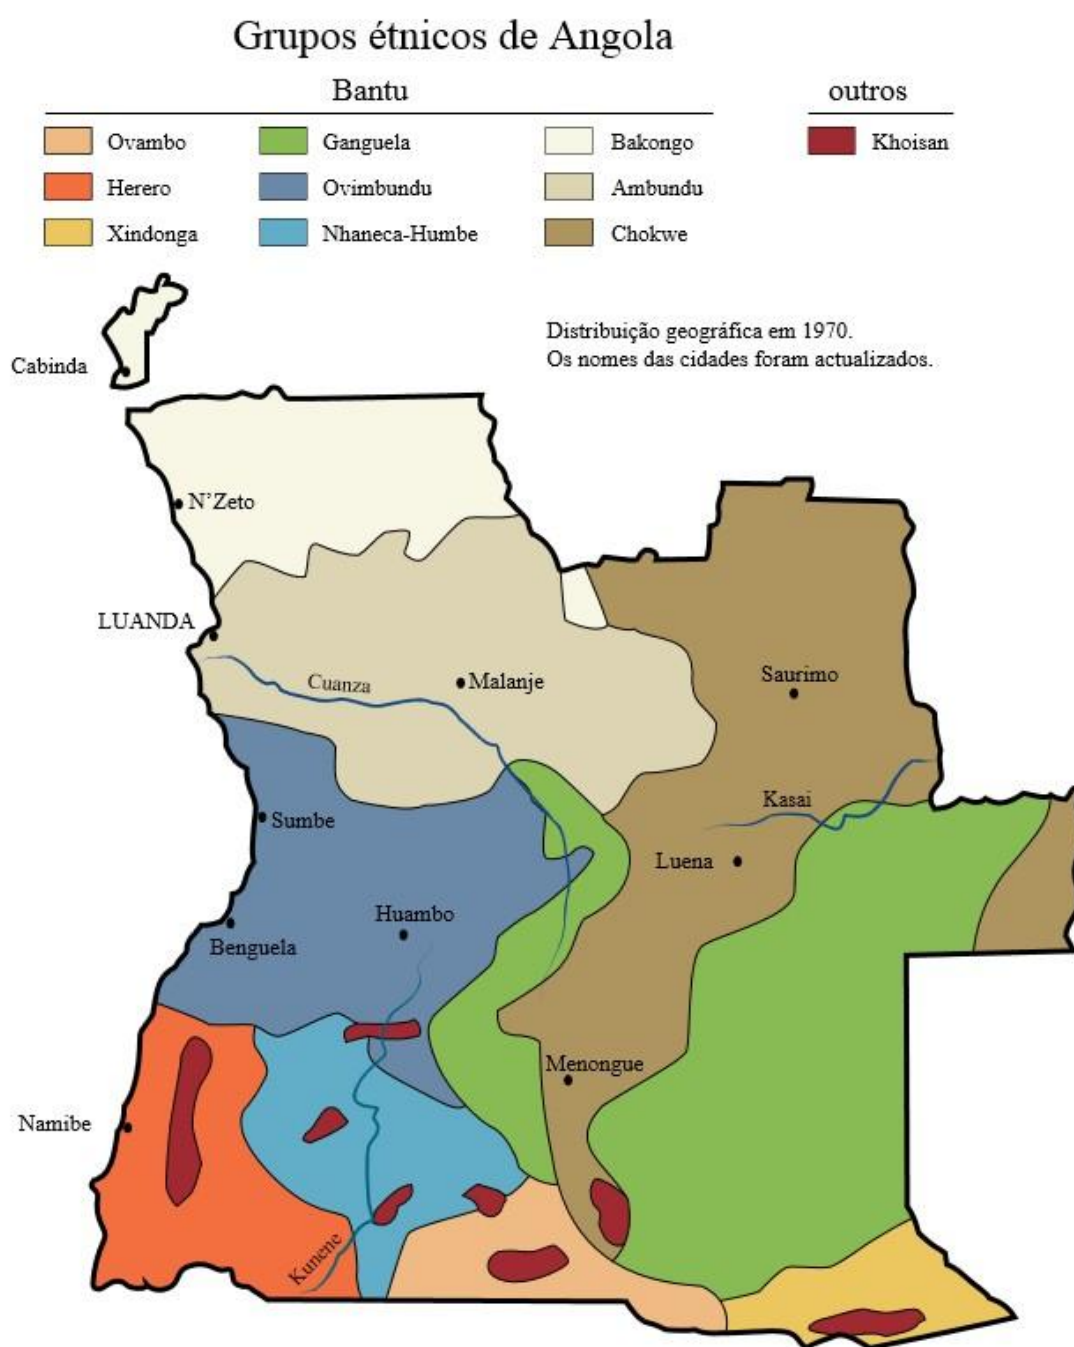 Grupos étnicos de Angola
Bantu
outros
Ovambo
Ganguela
Bakongo
Khoisan
Herero
Ovimbundu
Ambundu
Xindonga
Nhaneca-Humbe
Chokwe
Distribuição geográfica em 1970.
Os nomes das cidades foram actualizados.
Cabinda
N'Zeto
LUANDA
Cuanza
Malanje
Saurimo
Kasai
Sumbe
Luena
Huambo
Benguela
Menongue
Namibe
Kunene